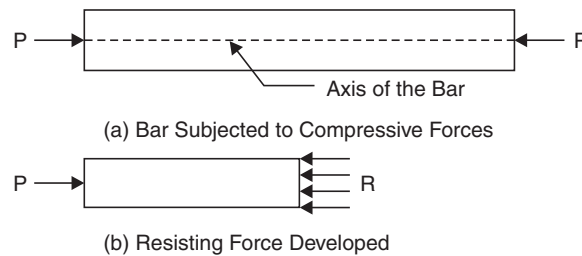 P P
Axis of the Bar
(a) Bar Subjected to Compressive Forces
P R
(b) Resisting Force Developed